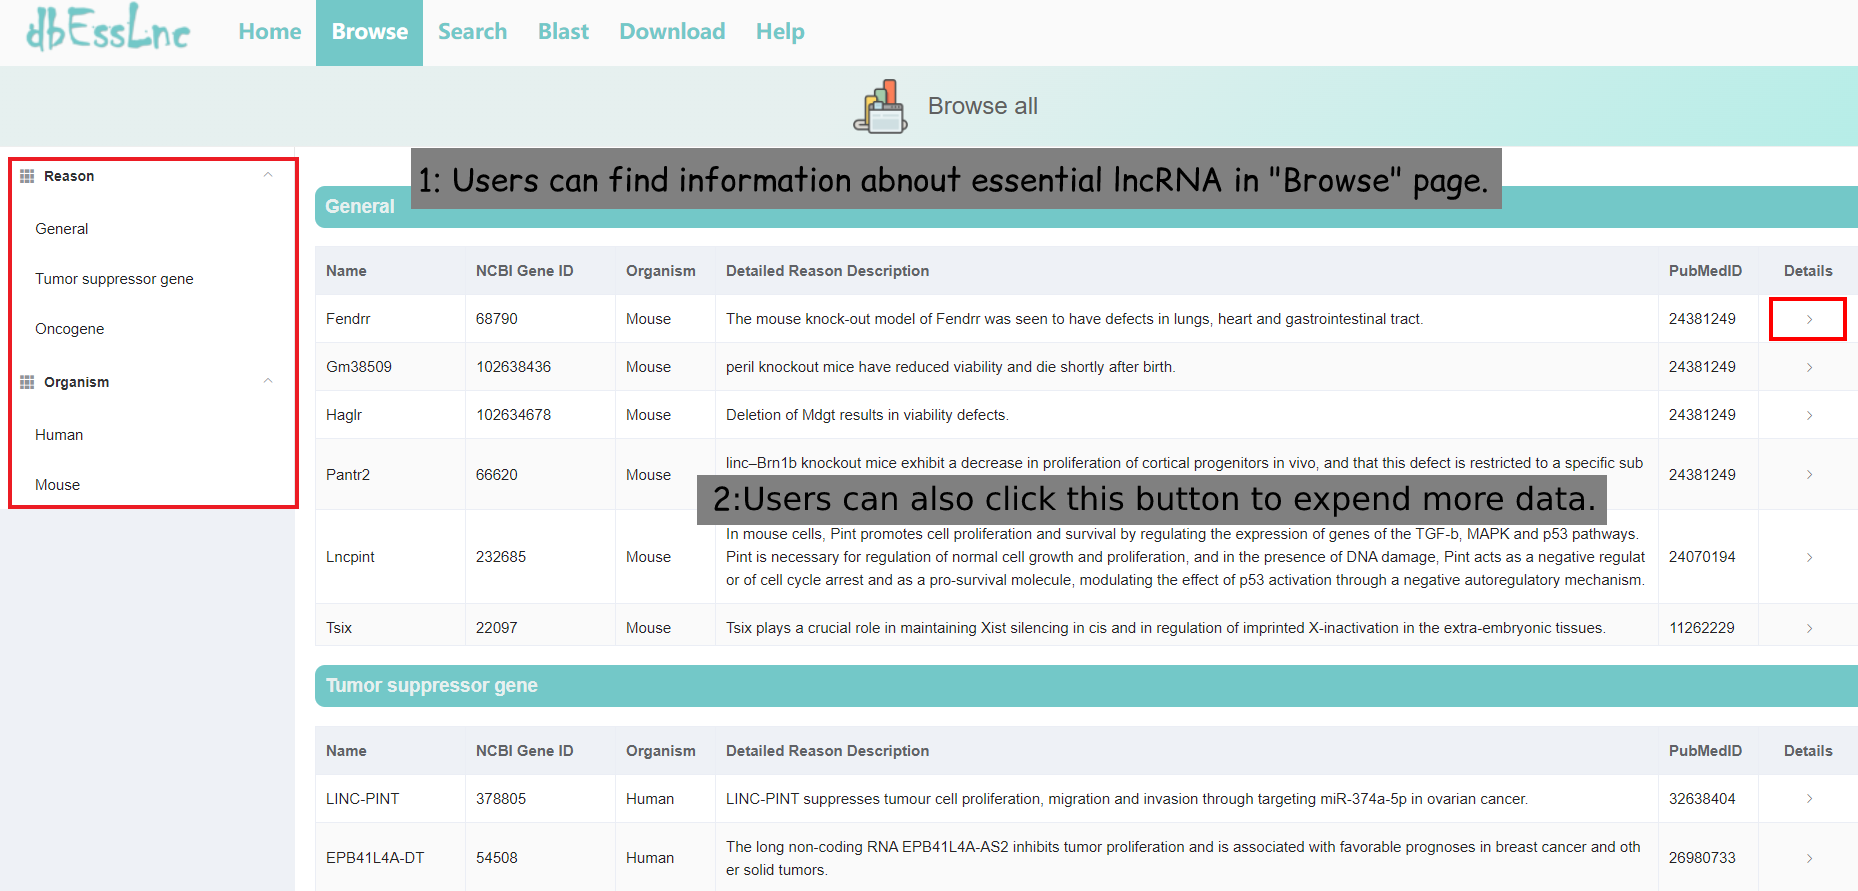 dbEssLnc Home Browse Search Blast Download Help
Browse all
Reason
General
Tumor suppressor gene
Oncogene
Organism
Human
Mouse
1: Users can find information abnout essential lncRNA in "Browse" page.
General
Name NCBI Gene ID Organism Detailed Reason Description PubMedID Details
Fendrr 68790 Mouse The mouse knock-out model of Fendrr was seen to have defects in lungs, heart and gastrointestinal tract. 24381249
Gm38509 102638436 Mouse peril knockout mice have reduced viability and die shortly after birth. 24381249
Haglr 102634678 Mouse Deletion of Mdgt results in viability defects. 24381249
Pantr2 66620 Mouse linc–Brn1b knockout mice exhibit a decrease in proliferation of cortical progenitors in vivo, and that this defect is restricted to a specific sub 24381249
2:Users can also click this button to expend more data.
Lncpint 232685 Mouse In mouse cells, Pint promotes cell proliferation and survival by regulating the expression of genes of the TGF-b, MAPK and p53 pathways.
Pint is necessary for regulation of normal cell growth and proliferation, and in the presence of DNA damage, Pint acts as a negative regulat
or of cell cycle arrest and as a pro-survival molecule, modulating the effect of p53 activation through a negative autoregulatory mechanism. 24070194
Tsix 22097 Mouse Tsix plays a crucial role in maintaining Xist silencing in cis and in regulation of imprinted X-inactivation in the extra-embryonic tissues. 11262229
Tumor suppressor gene
Name NCBI Gene ID Organism Detailed Reason Description PubMedID Details
LINC-PINT 378805 Human LINC-PINT suppresses tumour cell proliferation, migration and invasion through targeting miR-374a-5p in ovarian cancer. 32638404
EPB41L4A-DT 54508 Human The long non-coding RNA EPB41L4A-AS2 inhibits tumor proliferation and is associated with favorable prognoses in breast cancer and oth
er solid tumors. 26980733